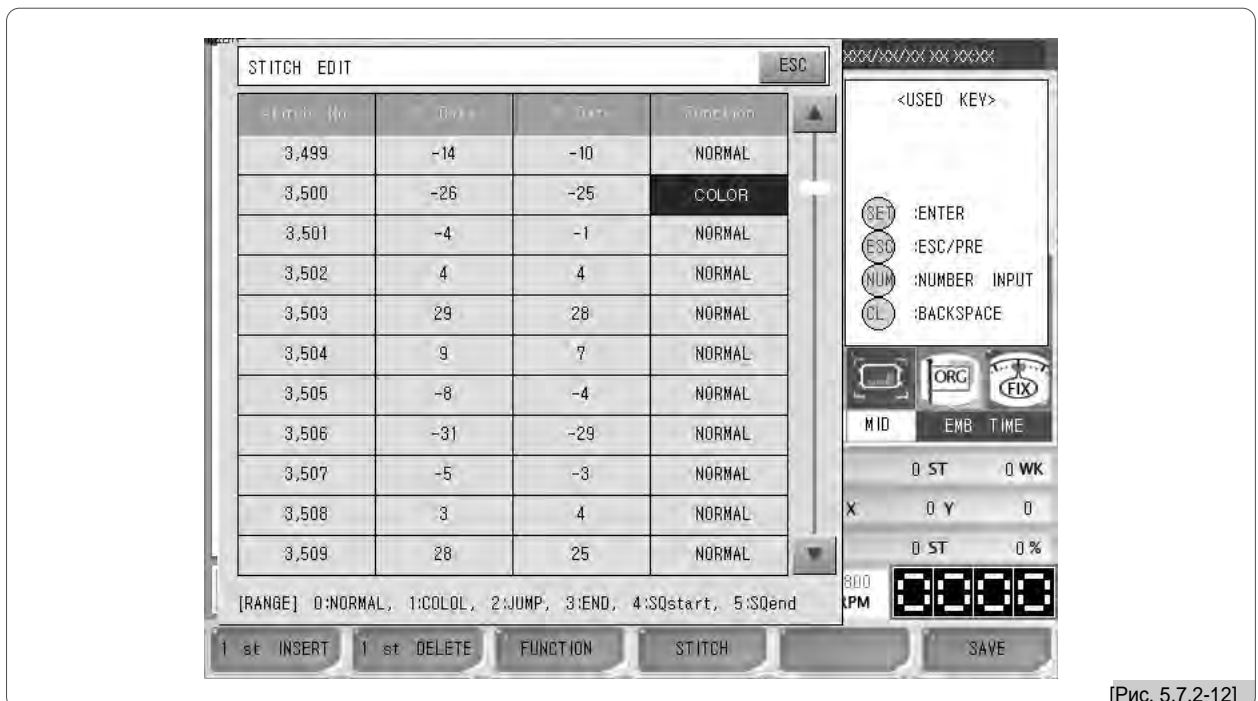 STITCH EDIT ESC
Stitch No Function
3,499 -14 -10 NORMAL
3,500 -26 -25 COLOR
3,501 -4 -1 NORMAL
3,502 4 4 NORMAL
3,503 29 28 NORMAL
3,504 9 7 NORMAL
3,505 -8 -4 NORMAL
3,506 -31 -29 NORMAL
3,507 -5 -3 NORMAL
3,508 3 4 NORMAL
3,509 28 25 NORMAL
[RANGE] 0:NORMAL, 1:COLOL, 2:JUMP, 3:END, 4:SQstart, 5:SQend
XXX/XX/XX XX XX:XX
<USED KEY>
SET :ENTER
ESC :ESC/PRE
NUM :NUMBER INPUT
CL :BACKSPACE
ORG FIX
MID EMB TIME
0 ST 0 WK
X 0 Y 0
0 ST 0 %
800
RPM 0000
1 st INSERT 1 st DELETE FUNCTION STITCH SAVE
[Рис. 5.7.2-12]